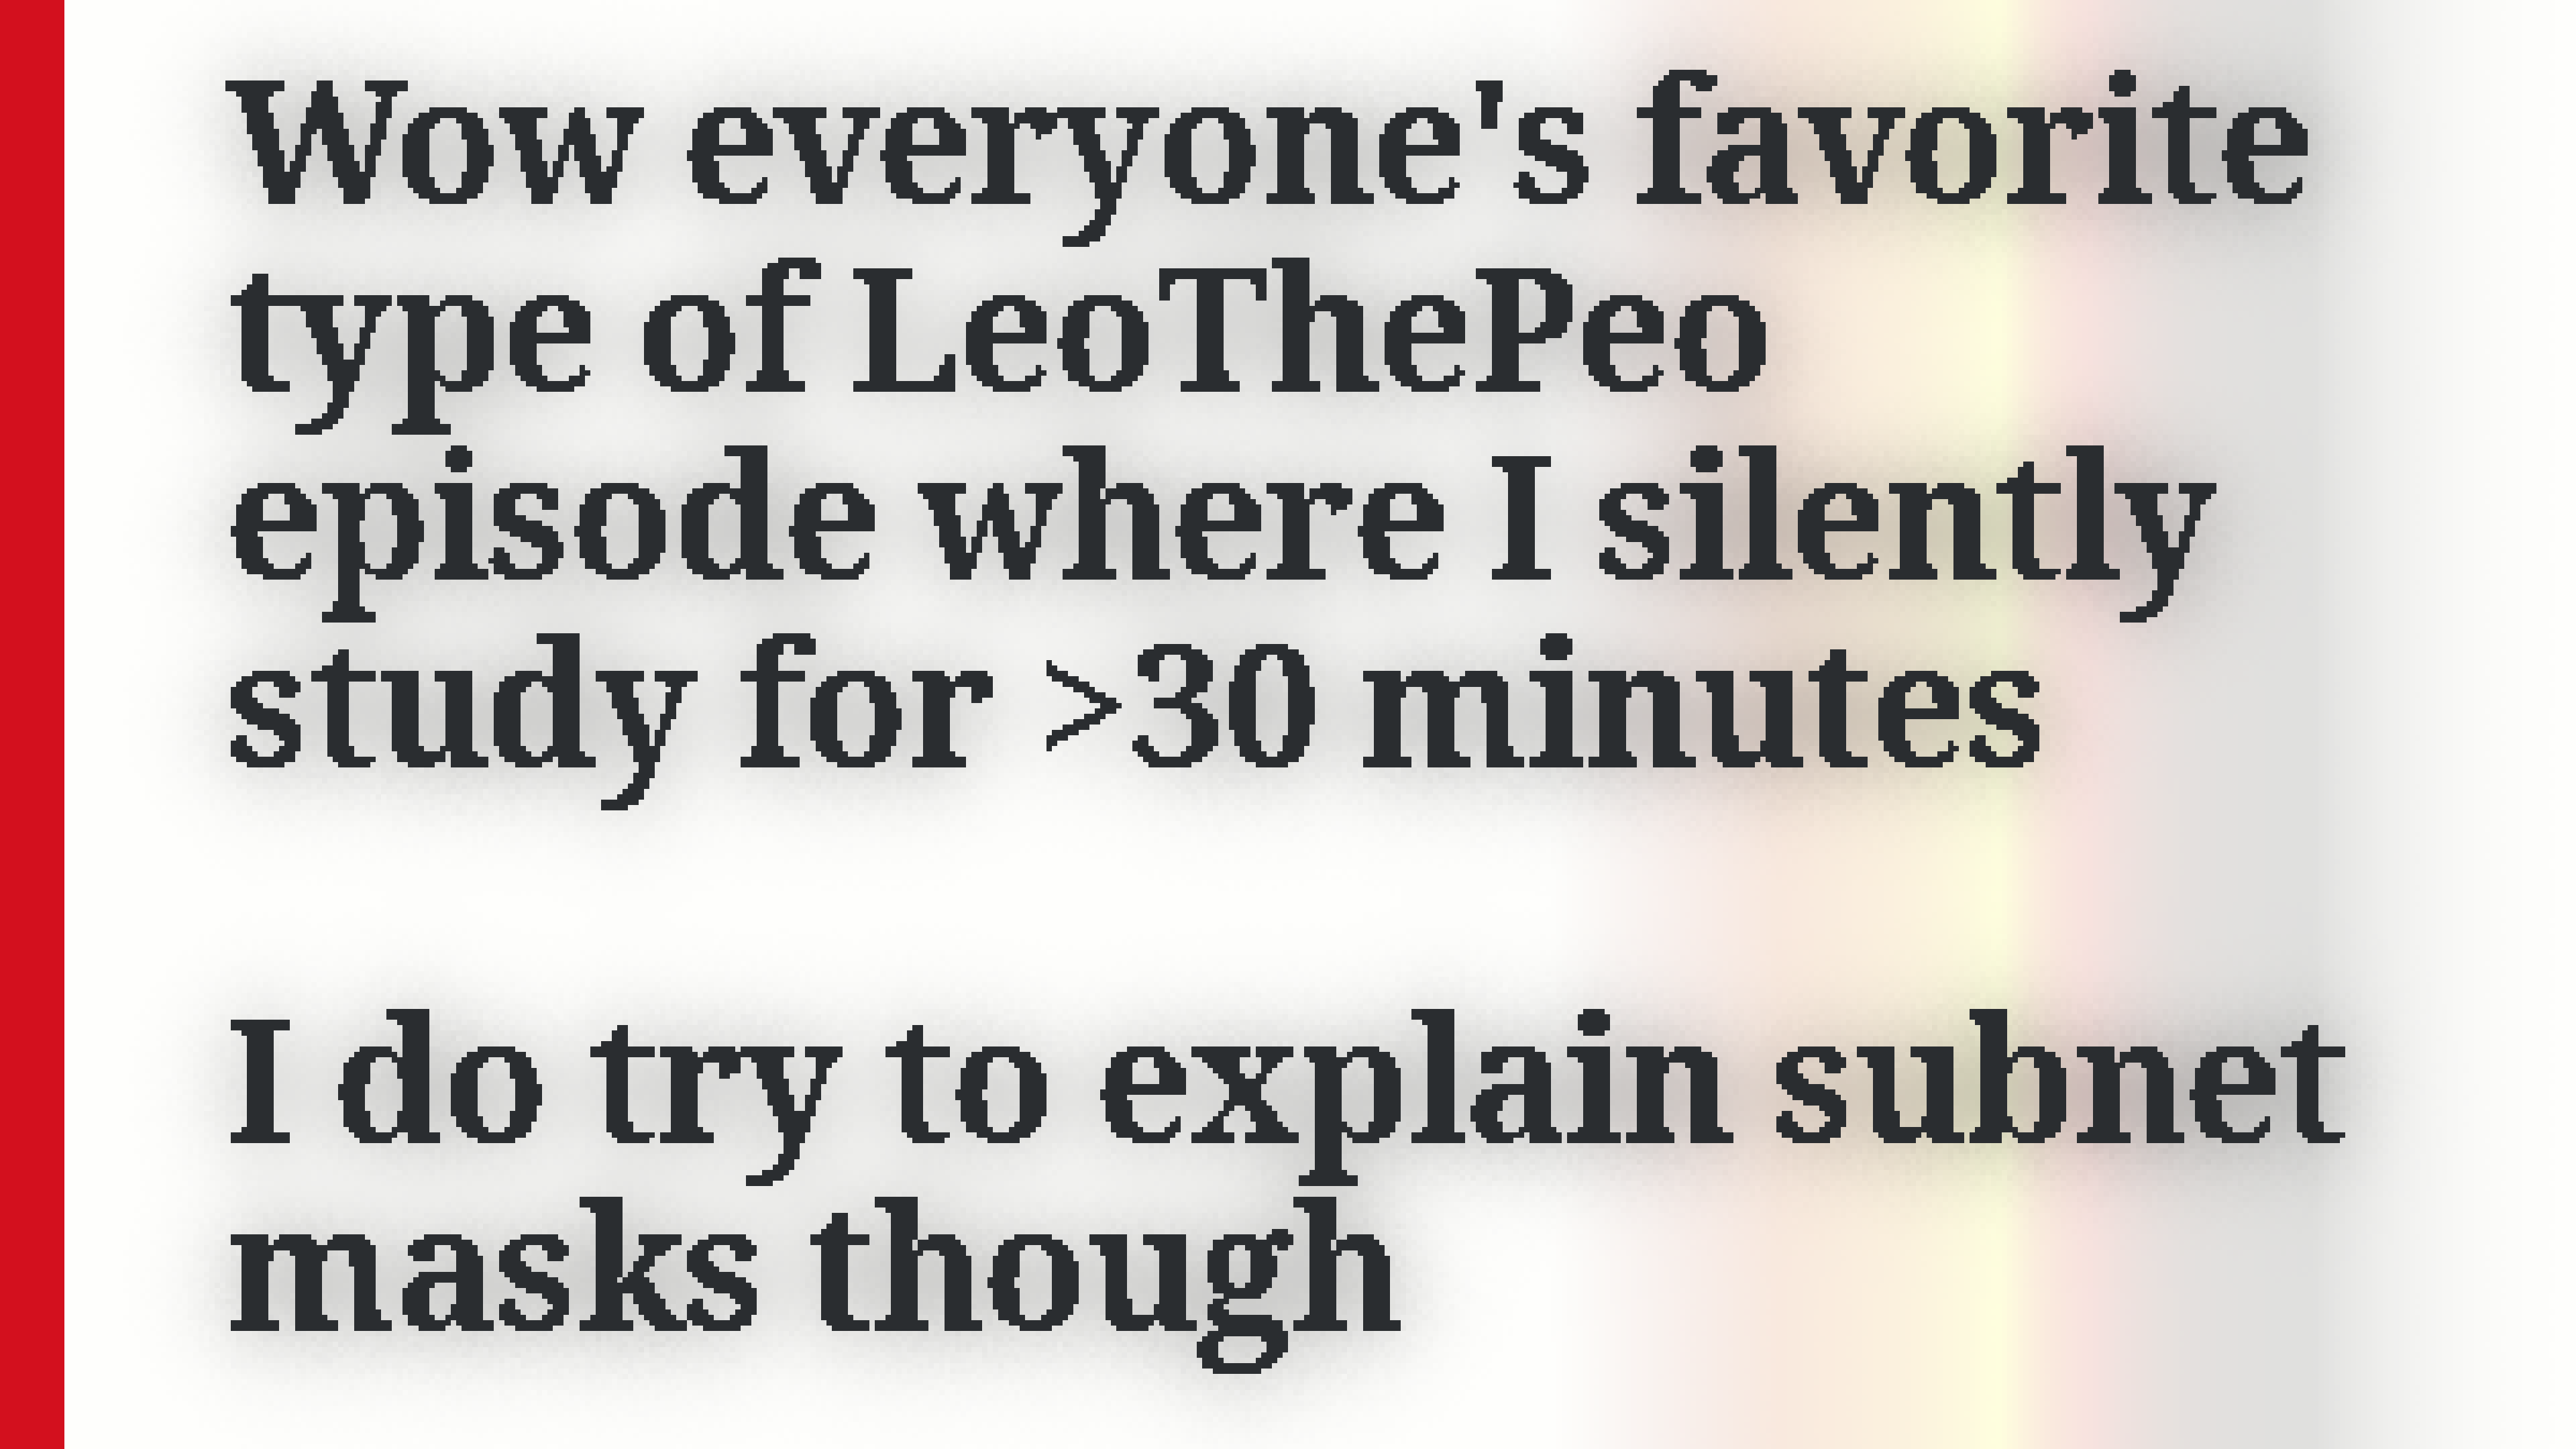 Wow everyone's favorite
type of LeoThePeo
episode where I silently
study for >30 minutes
I do try to explain subnet
masks though